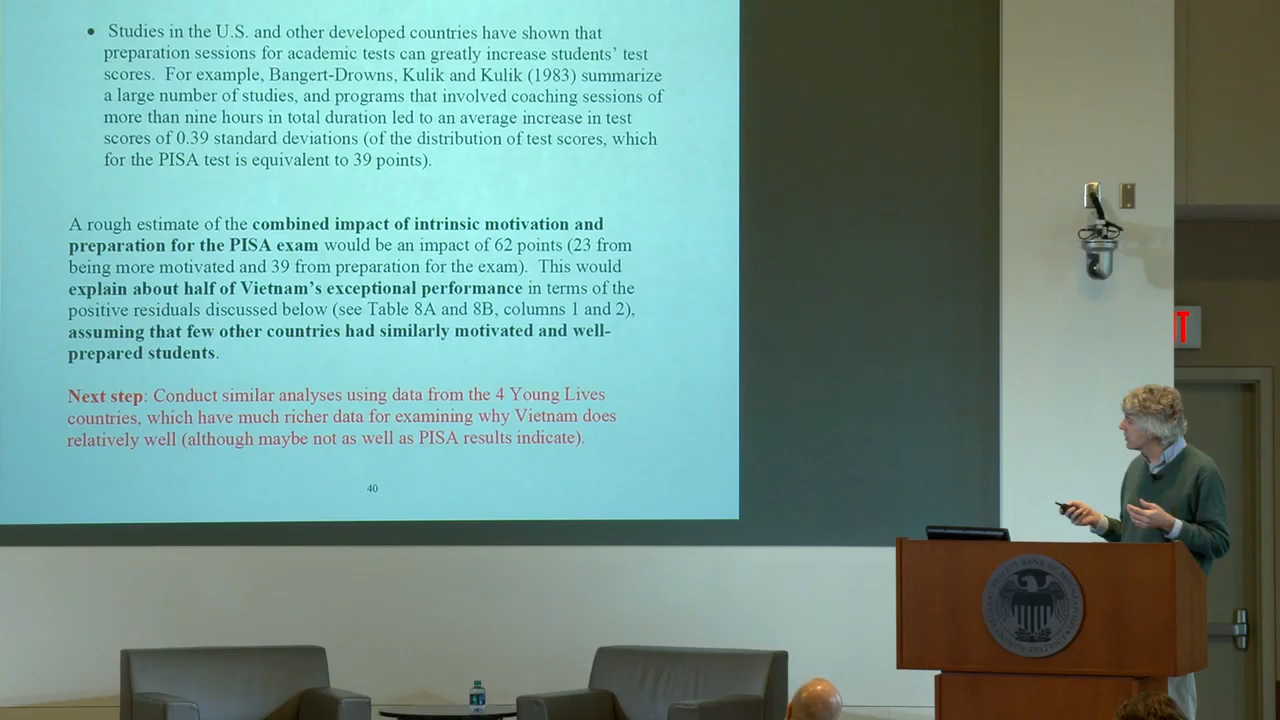 • Studies in the U.S. and other developed countries have shown that
preparation sessions for academic tests can greatly increase students' test
scores. For example, Bangert-Drowns, Kulik and Kulik (1983) summarize
a large number of studies, and programs that involved coaching sessions of
more than nine hours in total duration led to an average increase in test
scores of 0.39 standard deviations (of the distribution of test scores, which
for the PISA test is equivalent to 39 points).
A rough estimate of the combined impact of intrinsic motivation and
preparation for the PISA exam would be an impact of 62 points (23 from
being more motivated and 39 from preparation for the exam). This would
explain about half of Vietnam's exceptional performance in terms of the
positive residuals discussed below (see Table 8A and 8B, columns 1 and 2),
assuming that few other countries had similarly motivated and well-
prepared students.
Next step: Conduct similar analyses using data from the 4 Young Lives
countries, which have much richer data for examining why Vietnam does
relatively well (although maybe not as well as PISA results indicate).
40